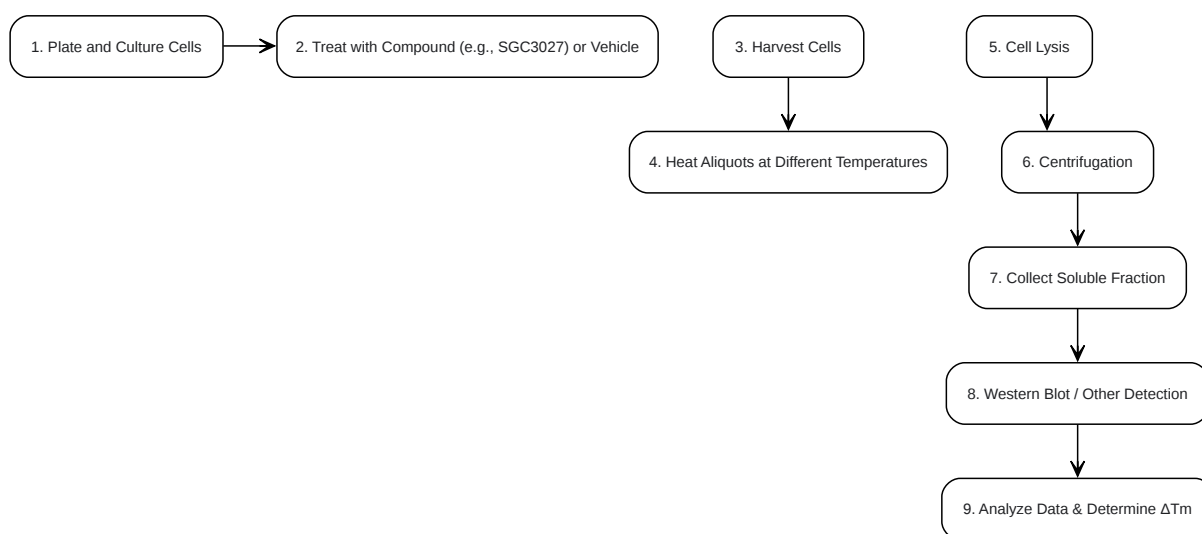 1. Plate and Culture Cells
2. Treat with Compound (e.g., SGC3027) or Vehicle
3. Harvest Cells
4. Heat Aliquots at Different Temperatures
5. Cell Lysis
6. Centrifugation
7. Collect Soluble Fraction
8. Western Blot / Other Detection
9. Analyze Data & Determine ΔTm